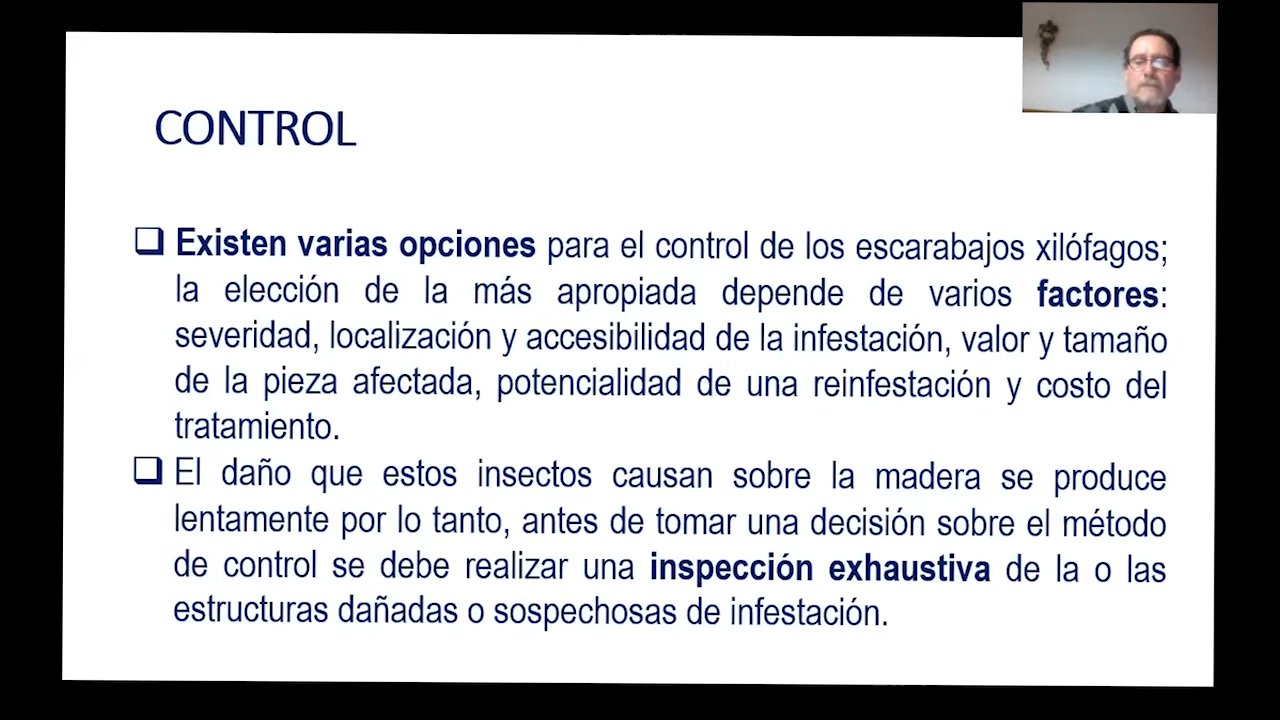 CONTROL
❑ Existen varias opciones para el control de los escarabajos xilófagos;
la elección de la más apropiada depende de varios factores:
severidad, localización y accesibilidad de la infestación, valor y tamaño
de la pieza afectada, potencialidad de una reinfestación y costo del
tratamiento.
❑ El daño que estos insectos causan sobre la madera se produce
lentamente por lo tanto, antes de tomar una decisión sobre el método
de control se debe realizar una inspección exhaustiva de la o las
estructuras dañadas o sospechosas de infestación.